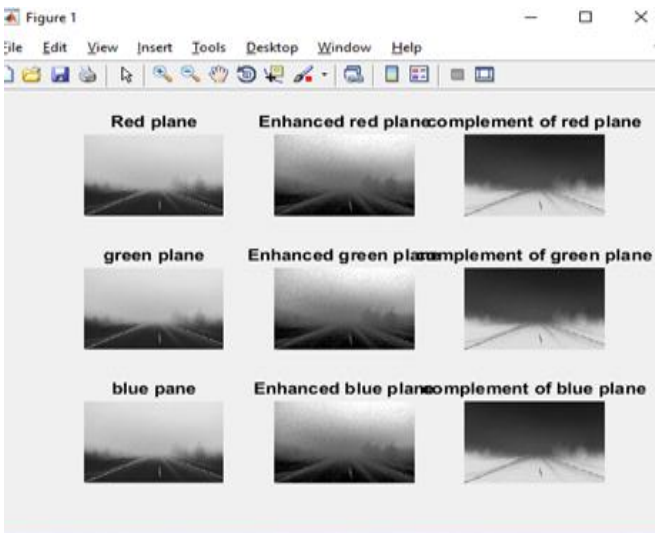 Figure 1
File Edit View Insert Tools Desktop Window Help
Red plane Enhanced red plane complement of red plane
green plane Enhanced green plane complement of green plane
blue pane Enhanced blue plane complement of blue plane